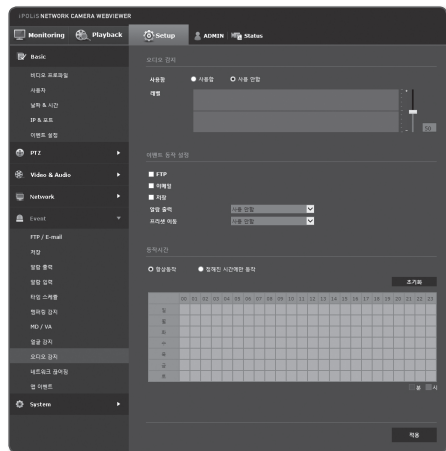 iPOLiS NETWORK CAMERA WEBVIEWER
Monitoring
Playback
Setup
ADMIN
Status
Basic
비디오 프로파일
사용자
날짜 & 시간
IP & 포트
이벤트 설정
PTZ
Video & Audio
Network
Event
FTP / E-mail
저장
알람 출력
알람 입력
타임 스케쥴
탬퍼링 감지
MD / VA
얼굴 감지
오디오 감지
네트워크 끊어짐
앱 이벤트
System
오디오 감지
사용함
사용함
사용 안함
레벨
50
이벤트 동작 설정
FTP
이메일
저장
알람 출력
사용 안함
프리셋 이동
사용 안함
동작시간
항상동작
정해진 시간에만 동작
초기화
00 01 02 03 04 05 06 07 08 09 10 11 12 13 14 15 16 17 18 19 20 21 22 23
일
월
화
수
목
금
토
분
시
적용